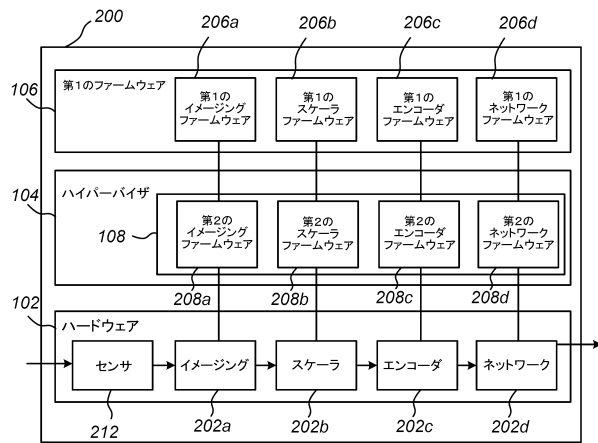 200
206a
206b
206c
206d
106
第1のファームウェア
第1の
イメージング
ファームウェア
第1の
スケーラ
ファームウェア
第1の
エンコーダ
ファームウェア
第1の
ネットワーク
ファームウェア
104
ハイパーバイザ
108
第2の
イメージング
ファームウェア
第2の
スケーラ
ファームウェア
第2の
エンコーダ
ファームウェア
第2の
ネットワーク
ファームウェア
208a
208b
208c
208d
102
ハードウェア
センサ
イメージング
スケーラ
エンコーダ
ネットワーク
212
202a
202b
202c
202d